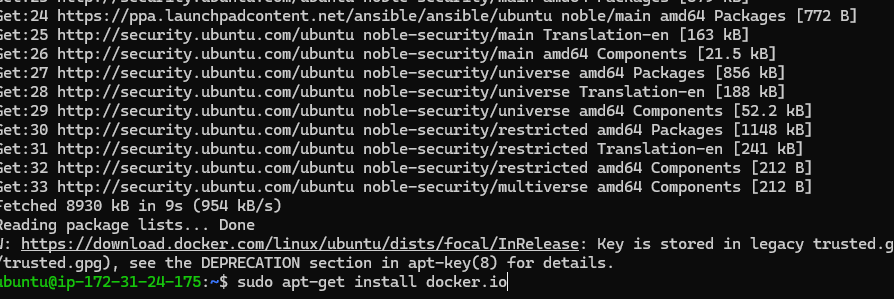 Get:24 https://ppa.launchpadcontent.net/ansible/ansible/ubuntu noble/main amd64 Packages [772 B]
Get:25 http://security.ubuntu.com/ubuntu noble-security/main Translation-en [163 kB]
Get:26 http://security.ubuntu.com/ubuntu noble-security/main amd64 Components [21.5 kB]
Get:27 http://security.ubuntu.com/ubuntu noble-security/universe amd64 Packages [856 kB]
Get:28 http://security.ubuntu.com/ubuntu noble-security/universe Translation-en [188 kB]
Get:29 http://security.ubuntu.com/ubuntu noble-security/universe amd64 Components [52.2 kB]
Get:30 http://security.ubuntu.com/ubuntu noble-security/restricted amd64 Packages [1148 kB]
Get:31 http://security.ubuntu.com/ubuntu noble-security/restricted Translation-en [241 kB]
Get:32 http://security.ubuntu.com/ubuntu noble-security/restricted amd64 Components [212 B]
Get:33 http://security.ubuntu.com/ubuntu noble-security/multiverse amd64 Components [212 B]
Fetched 8930 kB in 9s (954 kB/s)
Reading package lists... Done
W: https://download.docker.com/linux/ubuntu/dists/focal/InRelease: Key is stored in legacy trusted.g
/trusted.gpg), see the DEPRECATION section in apt-key(8) for details.
ubuntu@ip-172-31-24-175:~$ sudo apt-get install docker.io